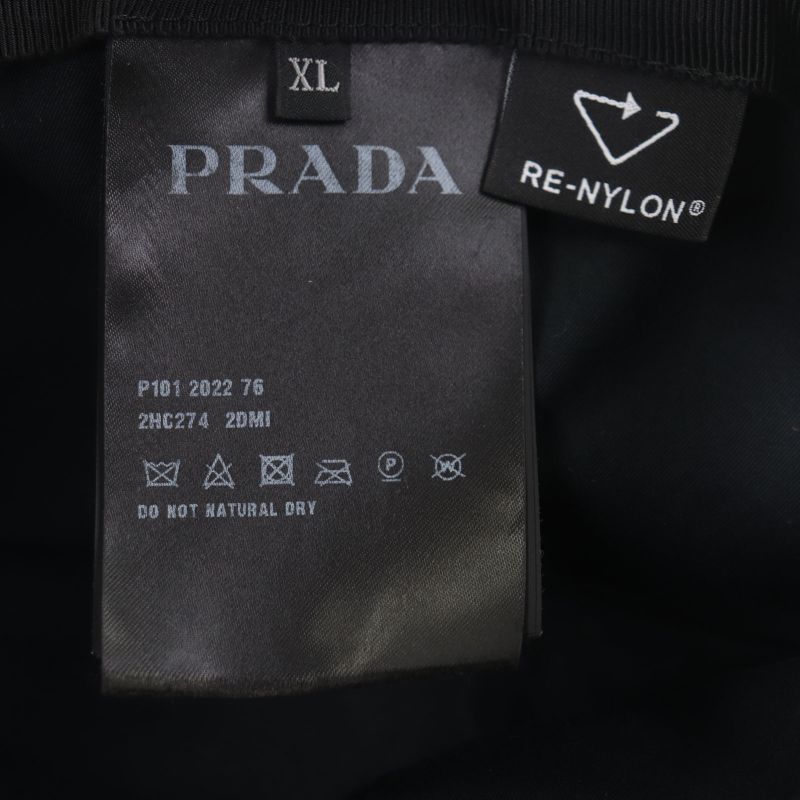 XL
PRADA
RE-NYLON®
P101 2022 76
2HC274 2DMI
P W
DO NOT NATURAL DRY